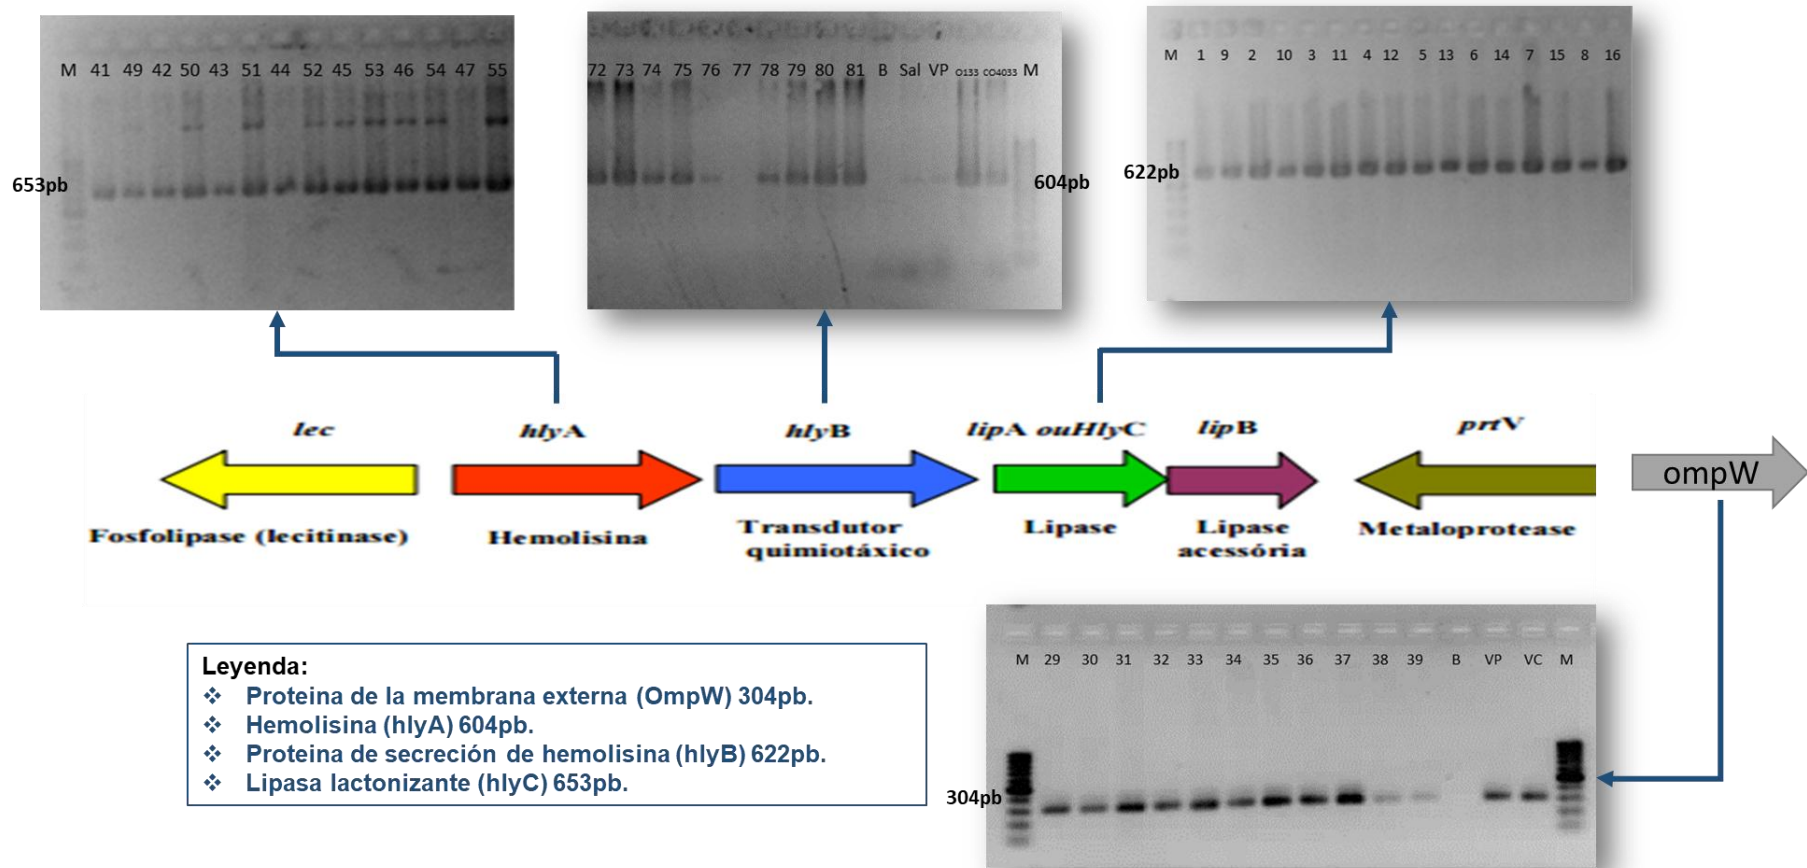 M 41 49 42 50 43 51 44 52 45 53 46 54 47 55
653pb
72 73 74 75 76 77 78 79 80 81 B Sal VP O133 CO4033 M
604pb
M 1 9 2 10 3 11 4 12 5 13 6 14 7 15 8 16
622pb
lec
hlyA
hlyB
lipA ouHlyC
lipB
prtV
ompW
Fosfolipase (lecitinase)
Hemolisina
Transdutor
quimiotáxico
Lipase
Lipase
acessória
Metaloprotease
Leyenda:
❖ Proteina de la membrana externa (OmpW) 304pb.
❖ Hemolisina (hlyA) 604pb.
❖ Proteina de secreción de hemolisina (hlyB) 622pb.
❖ Lipasa lactonizante (hlyC) 653pb.
M 29 30 31 32 33 34 35 36 37 38 39 B VP VC M
304pb